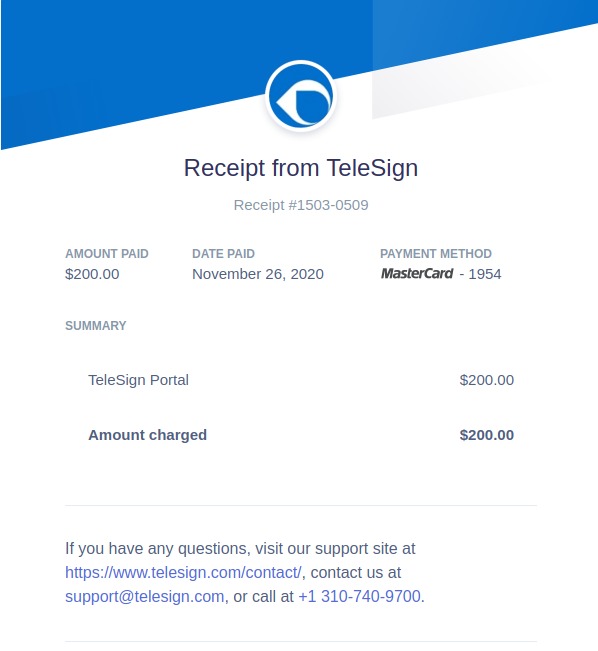 Receipt from TeleSign
Receipt #1503-0509
AMOUNT PAID DATE PAID PAYMENT METHOD
$200.00 November 26, 2020 MasterCard - 1954
SUMMARY
TeleSign Portal $200.00
Amount charged $200.00
If you have any questions, visit our support site at
https://www.telesign.com/contact/, contact us at
support@telesign.com, or call at +1 310-740-9700.